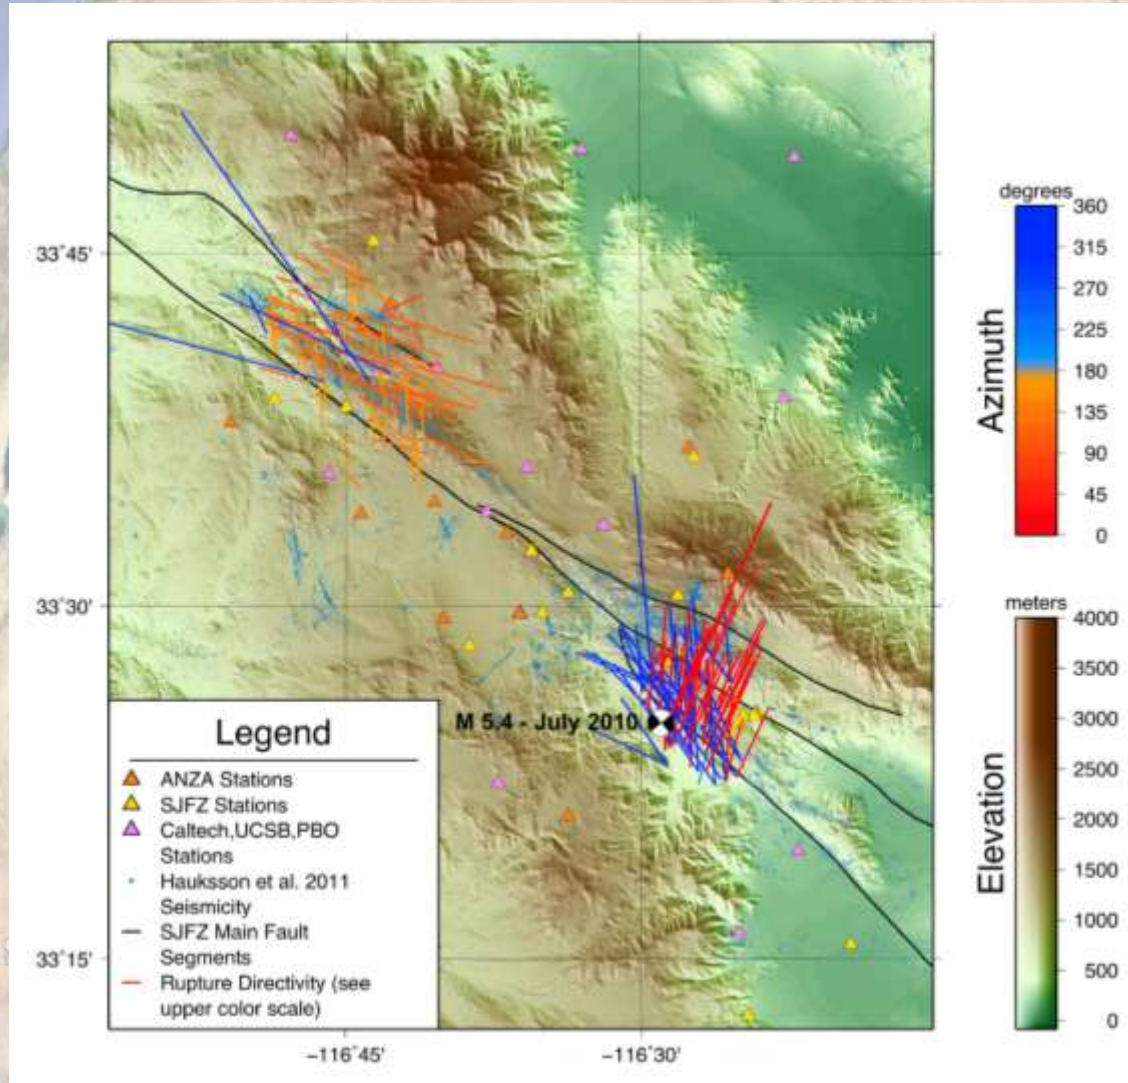 degrees
360
315
270
225
180
135
90
45
0
Azimuth
33°45'
33°30'
33°15'
−116°45'
−116°30'
M 5.4 - July 2010
Legend
ANZA Stations
SJFZ Stations
Caltech,UCSB,PBO
Stations
Hauksson et al. 2011
Seismicity
SJFZ Main Fault
Segments
Rupture Directivity (see
upper color scale)
meters
4000
3500
3000
2500
2000
1500
1000
500
0
Elevation